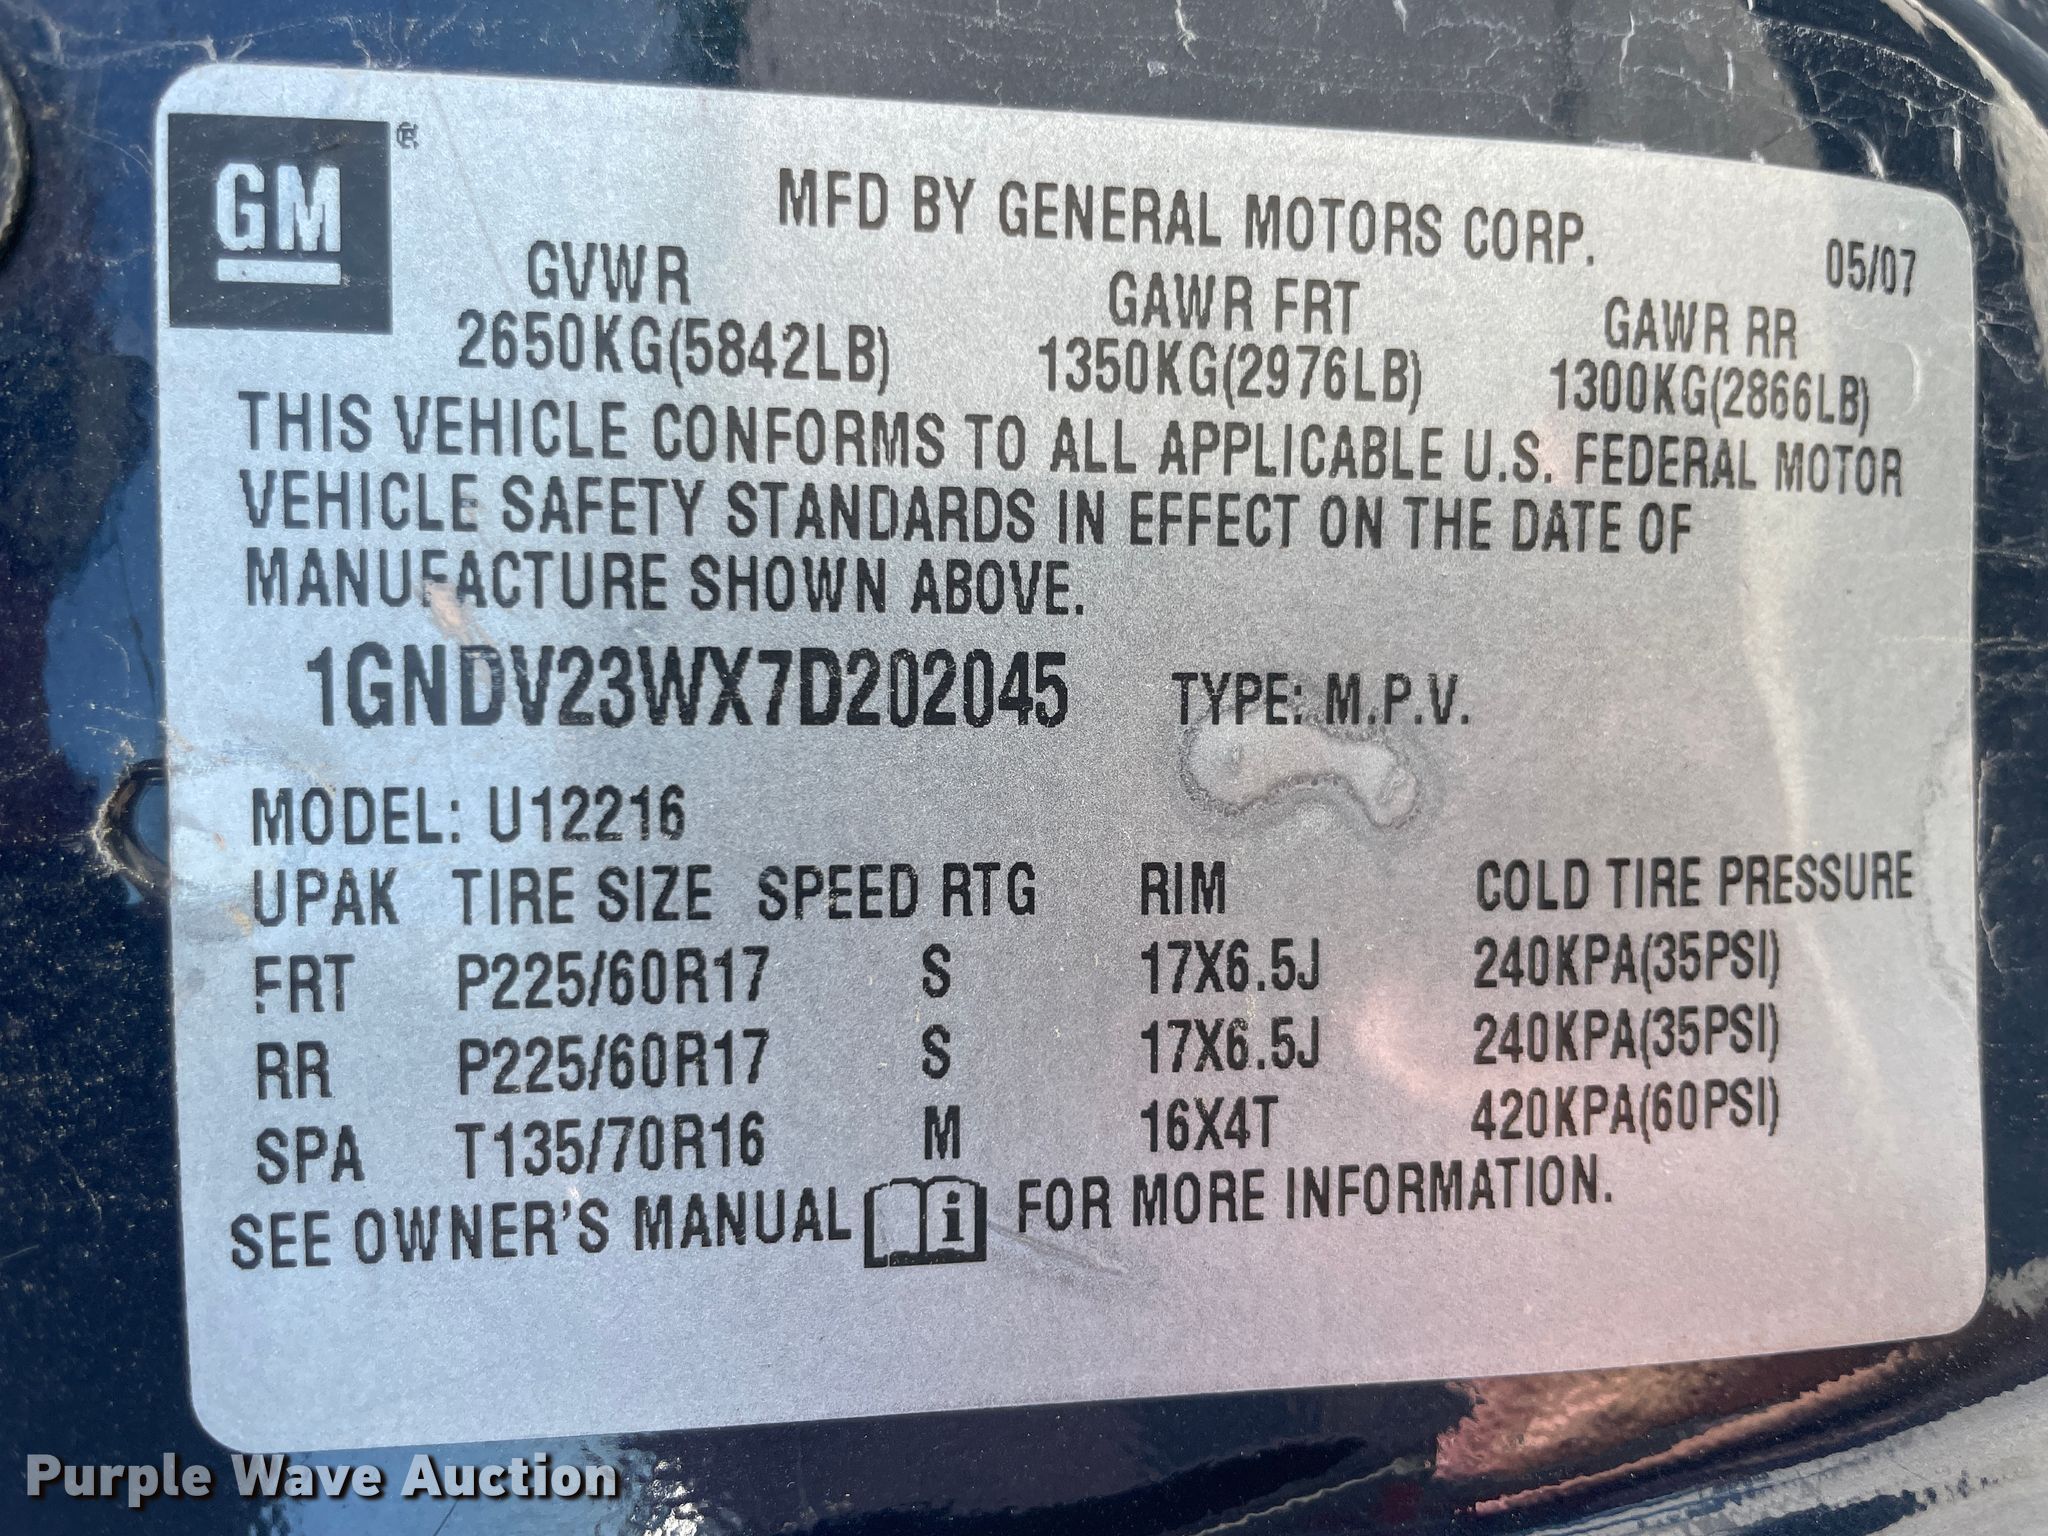 GM®
MFD BY GENERAL MOTORS CORP.
05/07
GVWR GAWR FRT GAWR RR
2650KG(5842LB) 1350KG(2976LB) 1300KG(2866LB)
THIS VEHICLE CONFORMS TO ALL APPLICABLE U.S. FEDERAL MOTOR
VEHICLE SAFETY STANDARDS IN EFFECT ON THE DATE OF
MANUFACTURE SHOWN ABOVE.
1GNDV23WX7D202045 TYPE: M.P.V.
MODEL: U12216
UPAK TIRE SIZE SPEED RTG RIM COLD TIRE PRESSURE
FRT P225/60R17 S 17X6.5J 240KPA(35PSI)
RR P225/60R17 S 17X6.5J 240KPA(35PSI)
SPA T135/70R16 M 16X4T 420KPA(60PSI)
SEE OWNER'S MANUAL i FOR MORE INFORMATION.
Purple Wave Auction